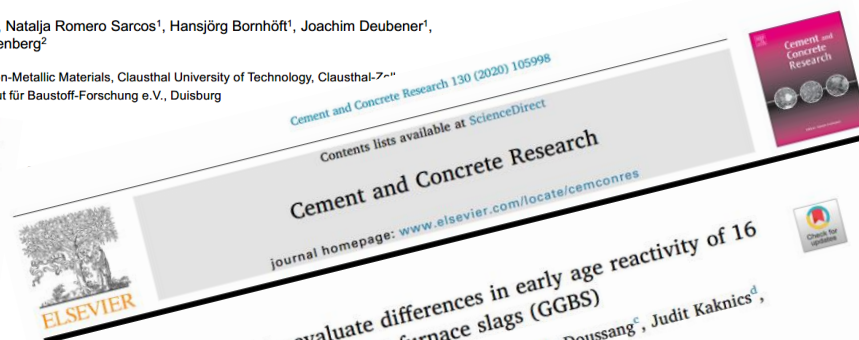 , Natalja Romero Sarcos¹, Hansjörg Bornhöft¹, Joachim Deubener¹,
enberg²
n-Metallic Materials, Clausthal University of Technology, Clausthal-Z
ut für Baustoff-Forschung e.V., Duisburg
Cement and Concrete Research 130 (2020) 105998
Contents lists available at ScienceDirect
Cement and Concrete Research
journal homepage: www.elsevier.com/locate/cemconres
Cement and
Concrete
Research
ELSEVIER
Check for
updates
evaluate differences in early age reactivity of 16
furnace slags (GGBS)
Doussangᶜ, Judit Kaknicsᵈ,